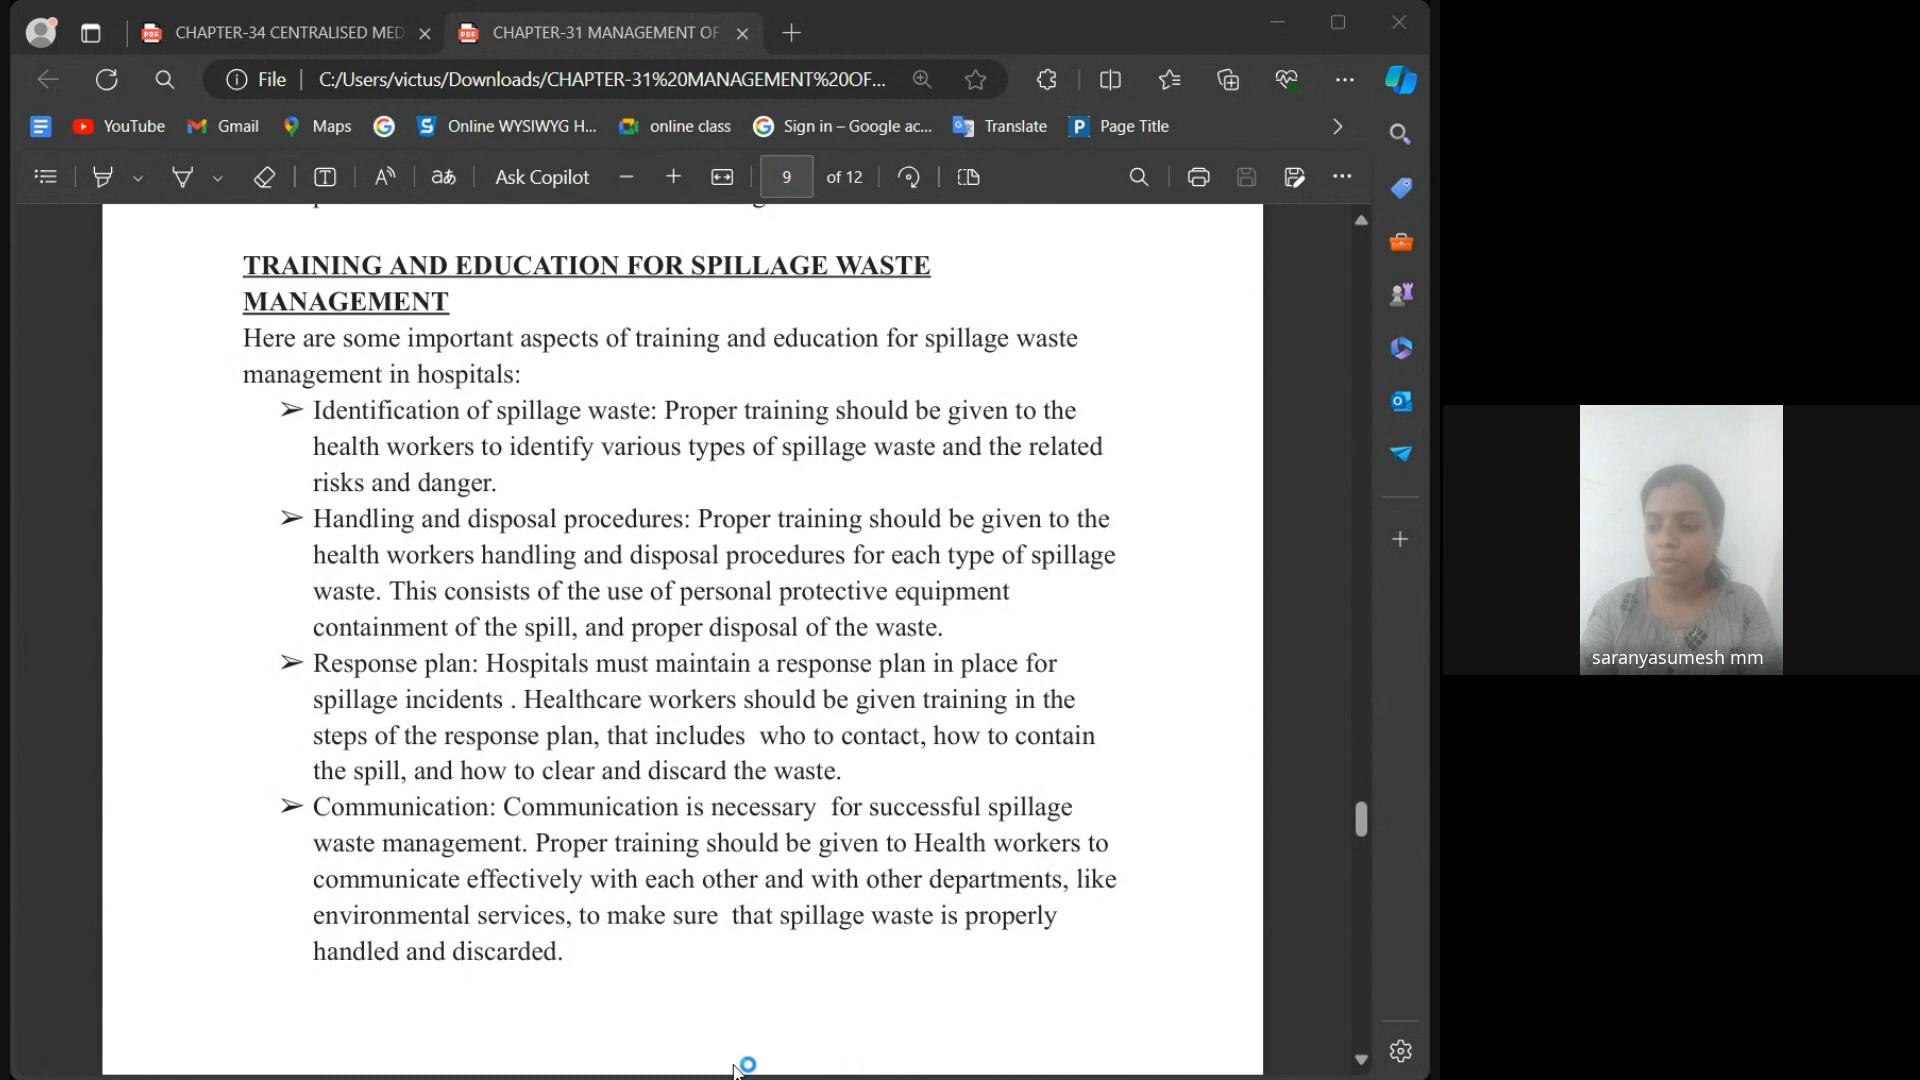 CHAPTER-34 CENTRALISED MED
CHAPTER-31 MANAGEMENT OF
File
C:/Users/victus/Downloads/CHAPTER-31%20MANAGEMENT%20OF...
YouTube
Gmail
Maps
Online WYSIWYG H...
online class
Sign in – Google ac...
Translate
Page Title
Ask Copilot
9
of 12
TRAINING AND EDUCATION FOR SPILLAGE WASTE
MANAGEMENT
Here are some important aspects of training and education for spillage waste
management in hospitals:
➢ Identification of spillage waste: Proper training should be given to the
health workers to identify various types of spillage waste and the related
risks and danger.
➢ Handling and disposal procedures: Proper training should be given to the
health workers handling and disposal procedures for each type of spillage
waste. This consists of the use of personal protective equipment
containment of the spill, and proper disposal of the waste.
➢ Response plan: Hospitals must maintain a response plan in place for
spillage incidents . Healthcare workers should be given training in the
steps of the response plan, that includes  who to contact, how to contain
the spill, and how to clear and discard the waste.
➢ Communication: Communication is necessary  for successful spillage
waste management. Proper training should be given to Health workers to
communicate effectively with each other and with other departments, like
environmental services, to make sure  that spillage waste is properly
handled and discarded.
saranyasumesh mm